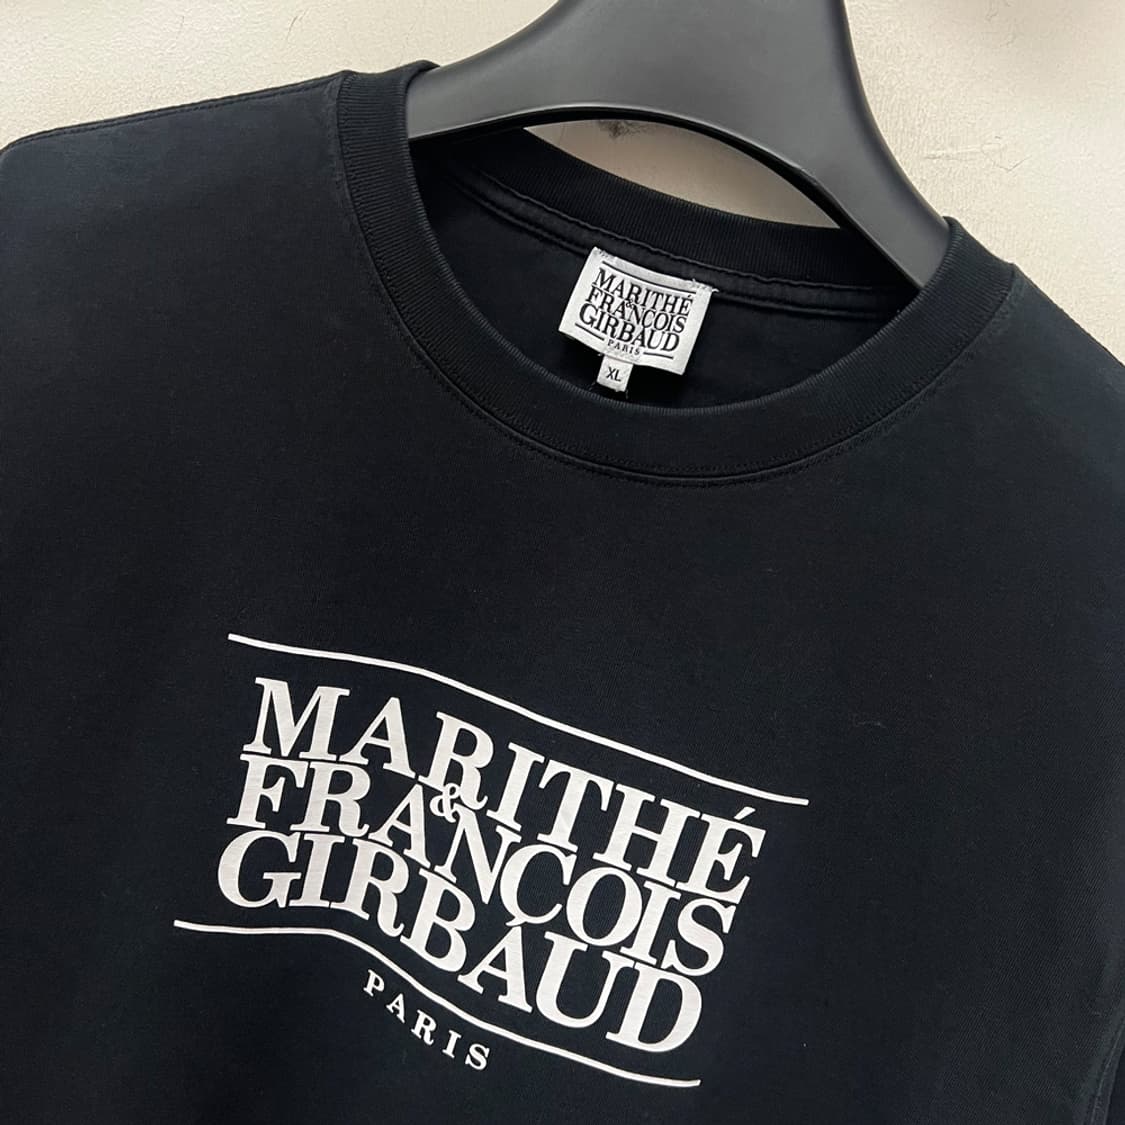 MARITHÉ
&
FRANÇOIS
GIRBAUD
PARIS
XL
MARITHÉ
&
FRANÇOIS
GIRBAUD
PARIS